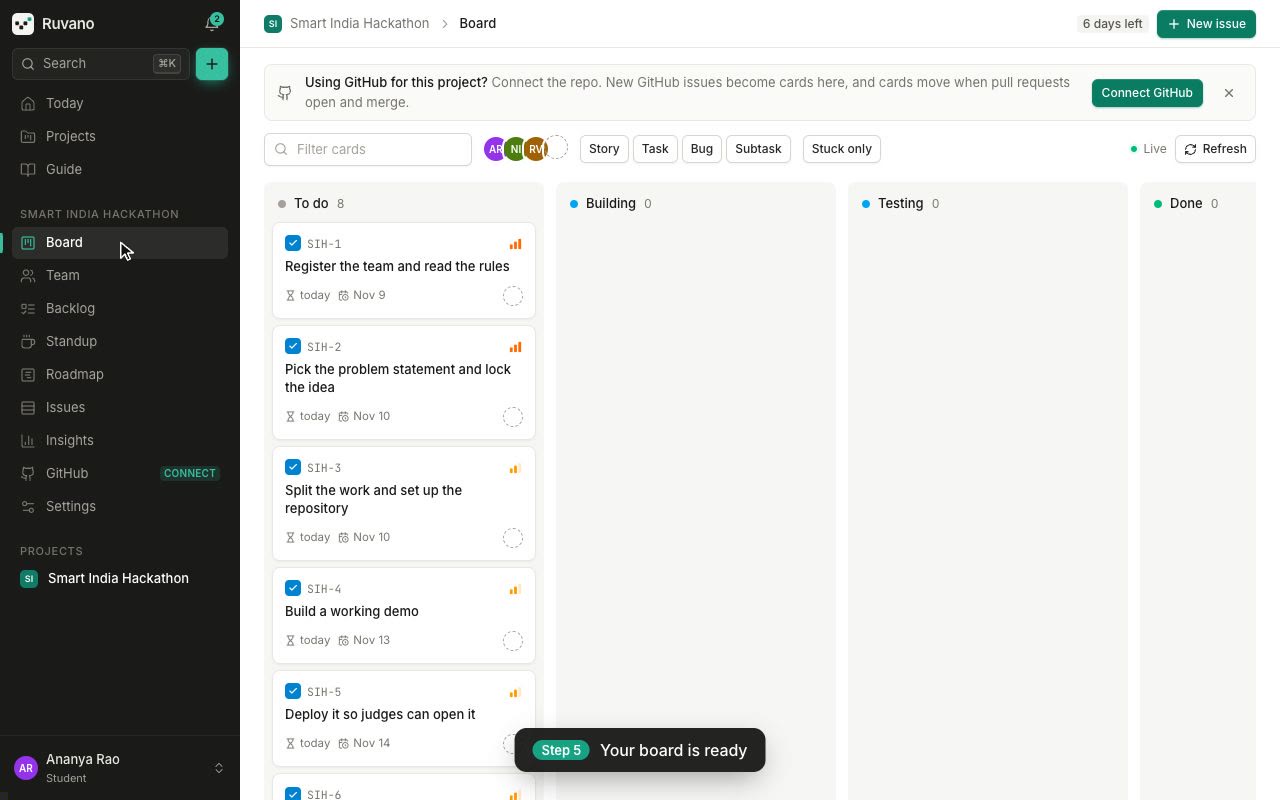 Ruvano
2
Search
⌘K
Today
Projects
Guide
SMART INDIA HACKATHON
Board
Team
Backlog
Standup
Roadmap
Issues
Insights
GitHub
CONNECT
Settings
PROJECTS
SI
Smart India Hackathon
AR
Ananya Rao
Student
SI
Smart India Hackathon
Board
6 days left
New issue
Using GitHub for this project? Connect the repo. New GitHub issues become cards here, and cards move when pull requests
open and merge.
Connect GitHub
Filter cards
AR
NI
RV
Story
Task
Bug
Subtask
Stuck only
Live
Refresh
To do 8
SIH-1
Register the team and read the rules
today Nov 9
SIH-2
Pick the problem statement and lock
the idea
today Nov 10
SIH-3
Split the work and set up the
repository
today Nov 10
SIH-4
Build a working demo
today Nov 13
SIH-5
Deploy it so judges can open it
today Nov 14
SIH-6
Building 0
Testing 0
Done 0
Step 5
Your board is ready